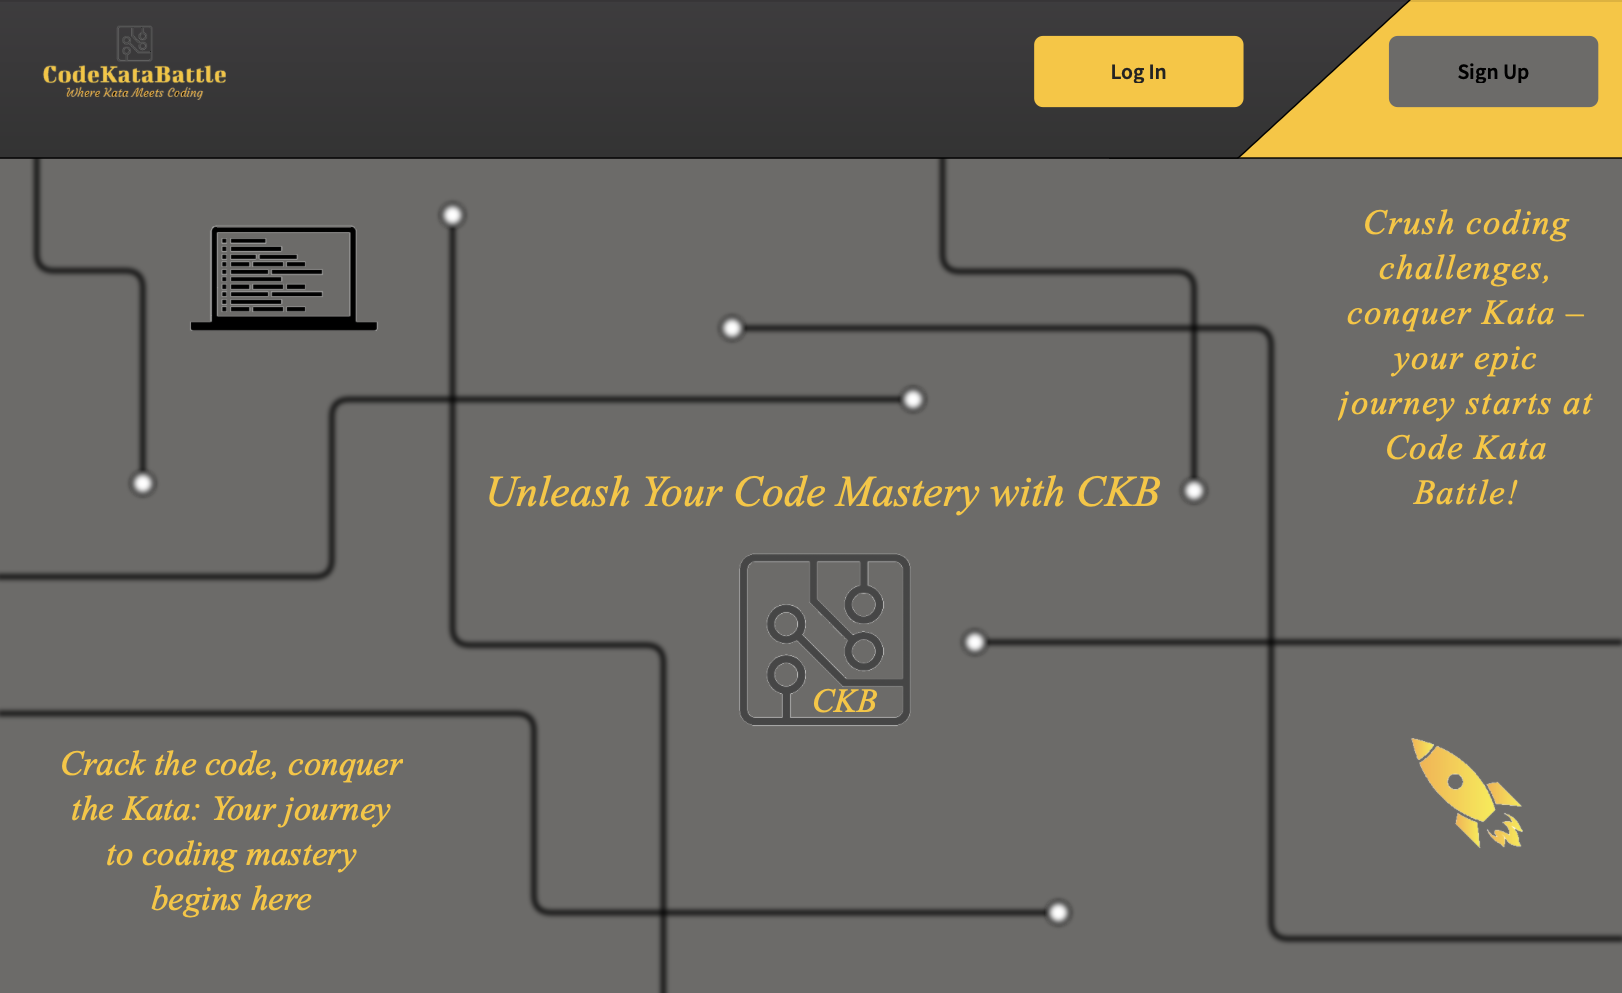 CodeKataBattle
Where Kata Meets Coding
Log In
Sign Up
Crush coding
challenges,
conquer Kata –
your epic
journey starts at
Code Kata
Battle!
Unleash Your Code Mastery with CKB
CKB
Crack the code, conquer
the Kata: Your journey
to coding mastery
begins here